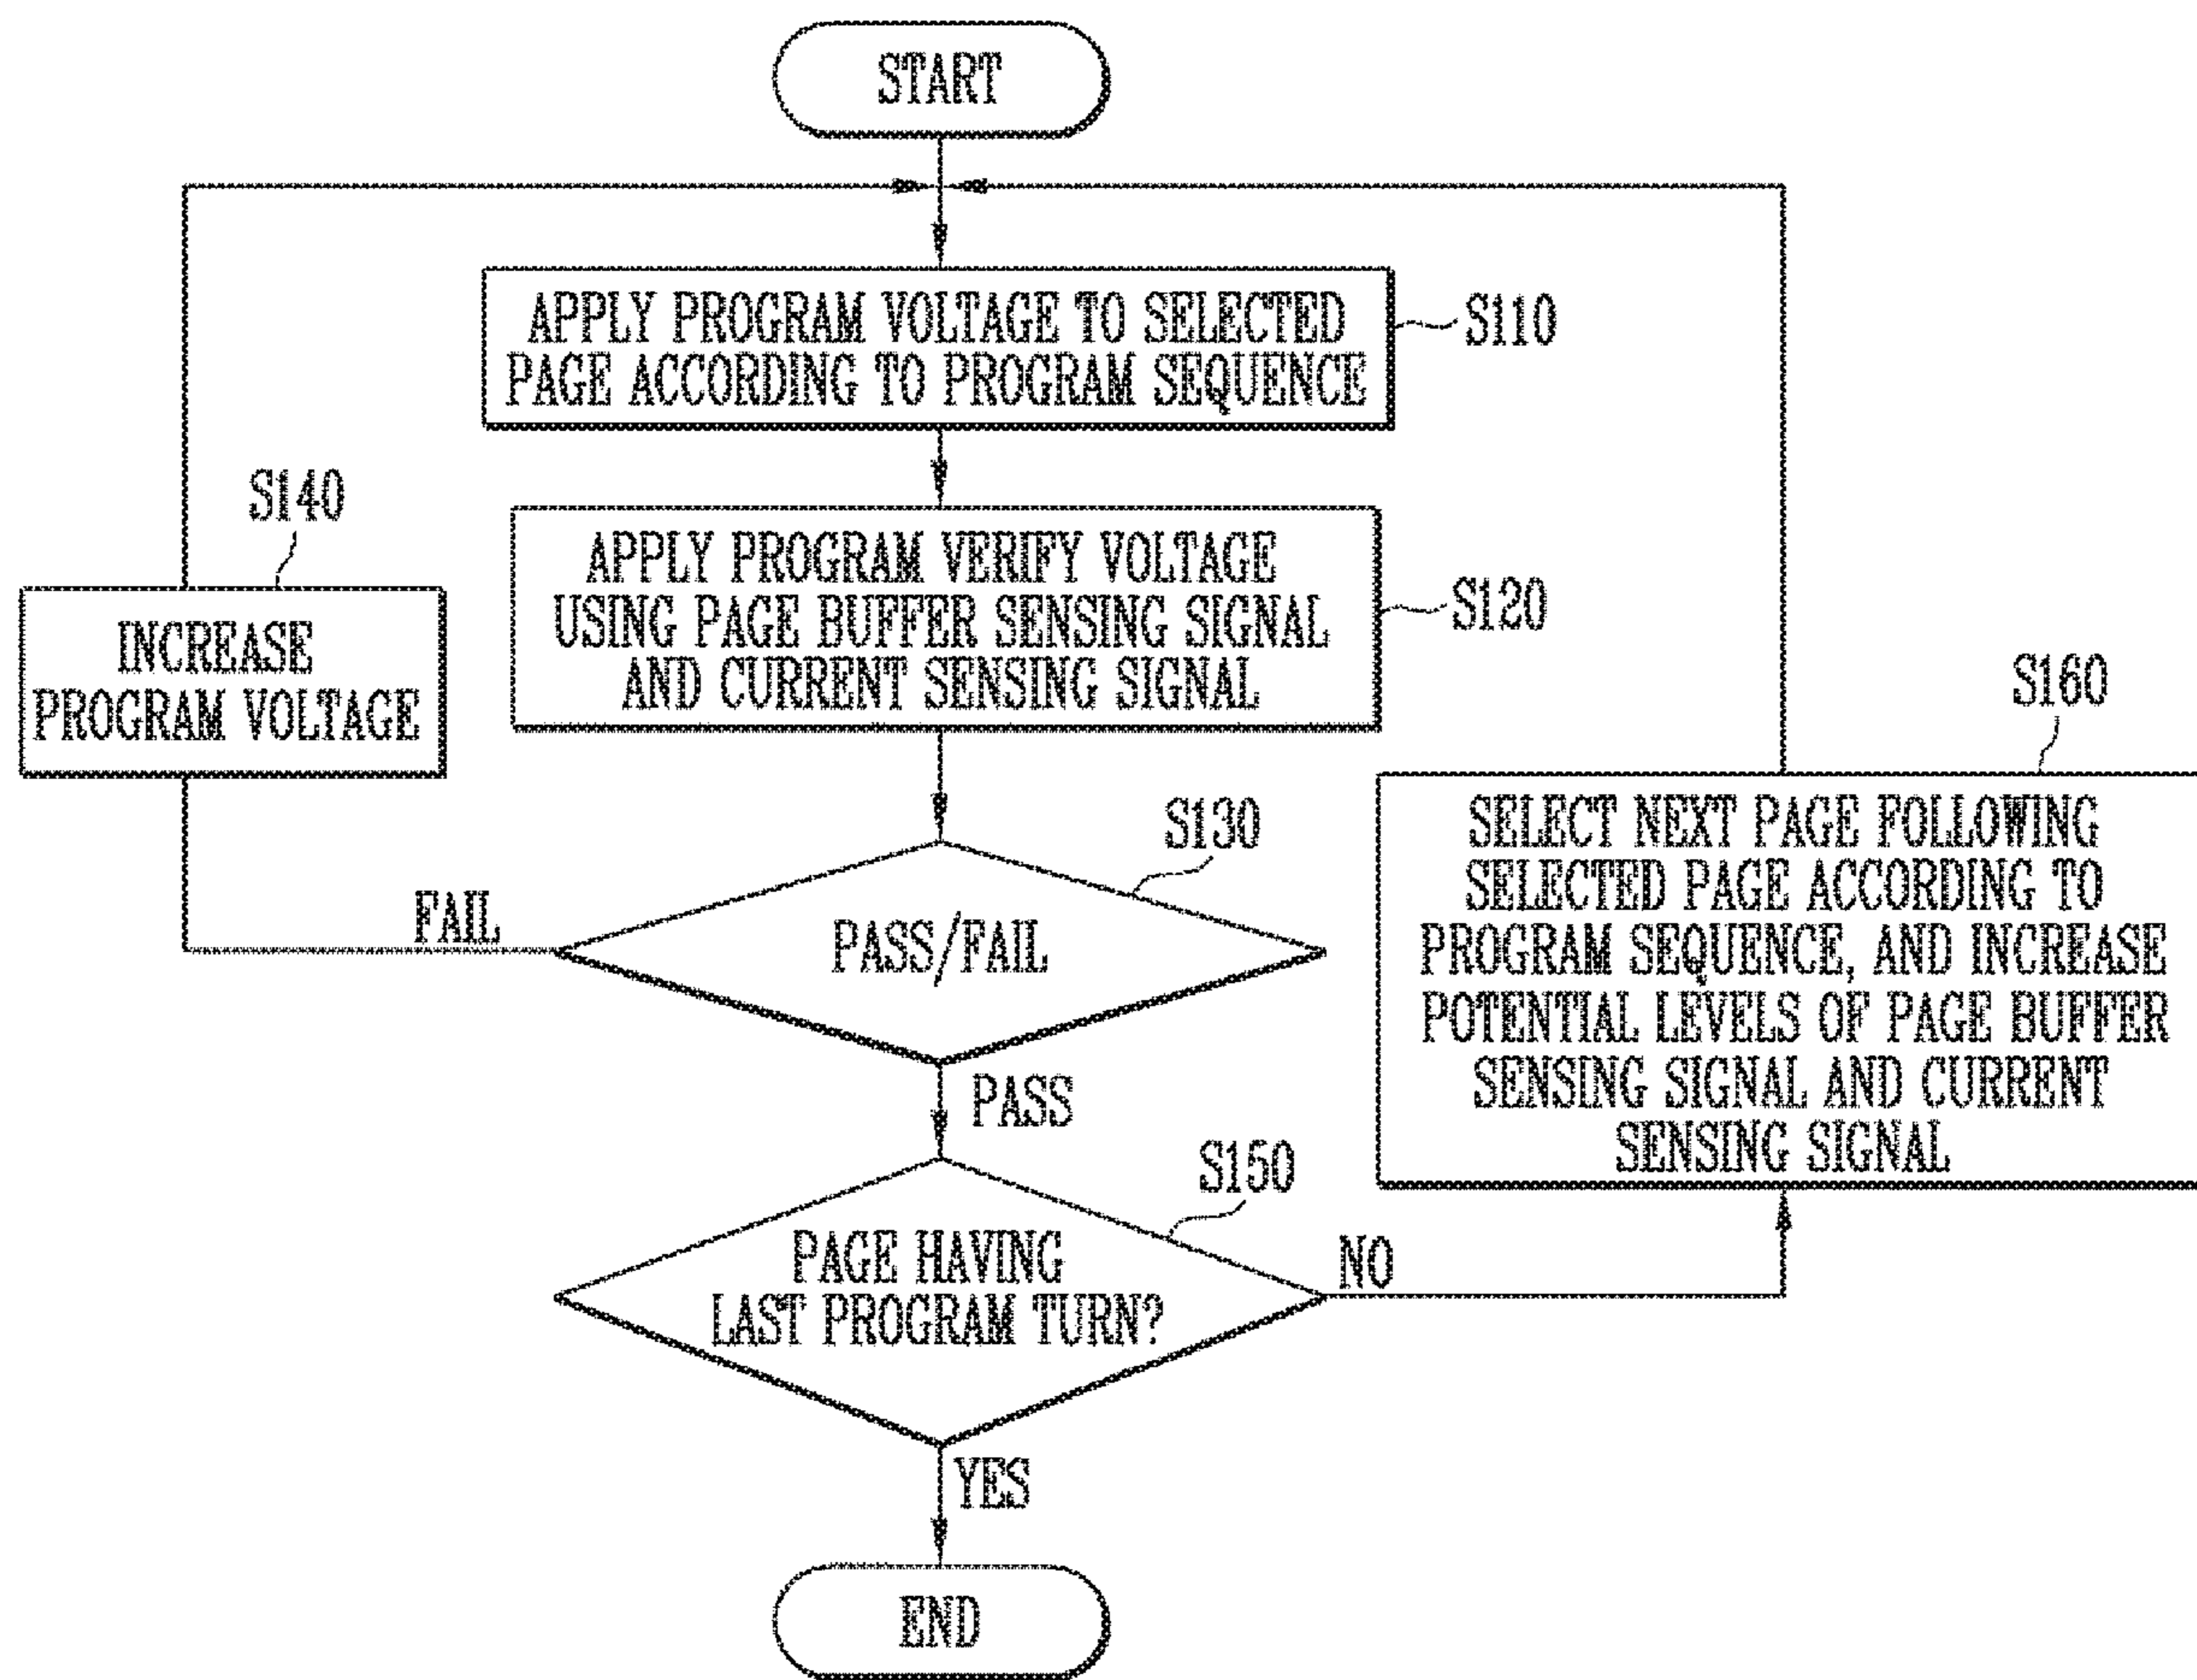 START
APPLY PROGRAM VOLTAGE TO SELECTED
PAGE ACCORDING TO PROGRAM SEQUENCE
S110
S140
APPLY PROGRAM VERIFY VOLTAGE
USING PAGE BUFFER SENSING SIGNAL
AND CURRENT SENSING SIGNAL
S120
INCREASE
PROGRAM VOLTAGE
S160
S130
PASS/FAIL
FAIL
PASS
SELECT NEXT PAGE FOLLOWING
SELECTED PAGE ACCORDING TO
PROGRAM SEQUENCE, AND INCREASE
POTENTIAL LEVELS OF PAGE BUFFER
SENSING SIGNAL AND CURRENT
SENSING SIGNAL
S150
PAGE HAVING
LAST PROGRAM TURN?
NO
YES
END